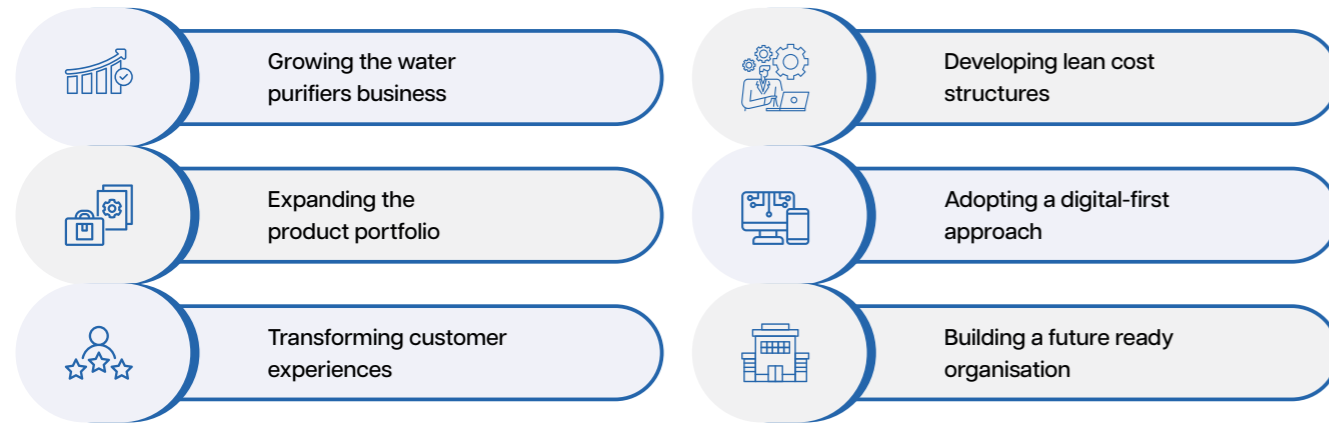 Growing the water
purifiers business
Expanding the
product portfolio
Transforming customer
experiences
Developing lean cost
structures
Adopting a digital-first
approach
Building a future ready
organisation